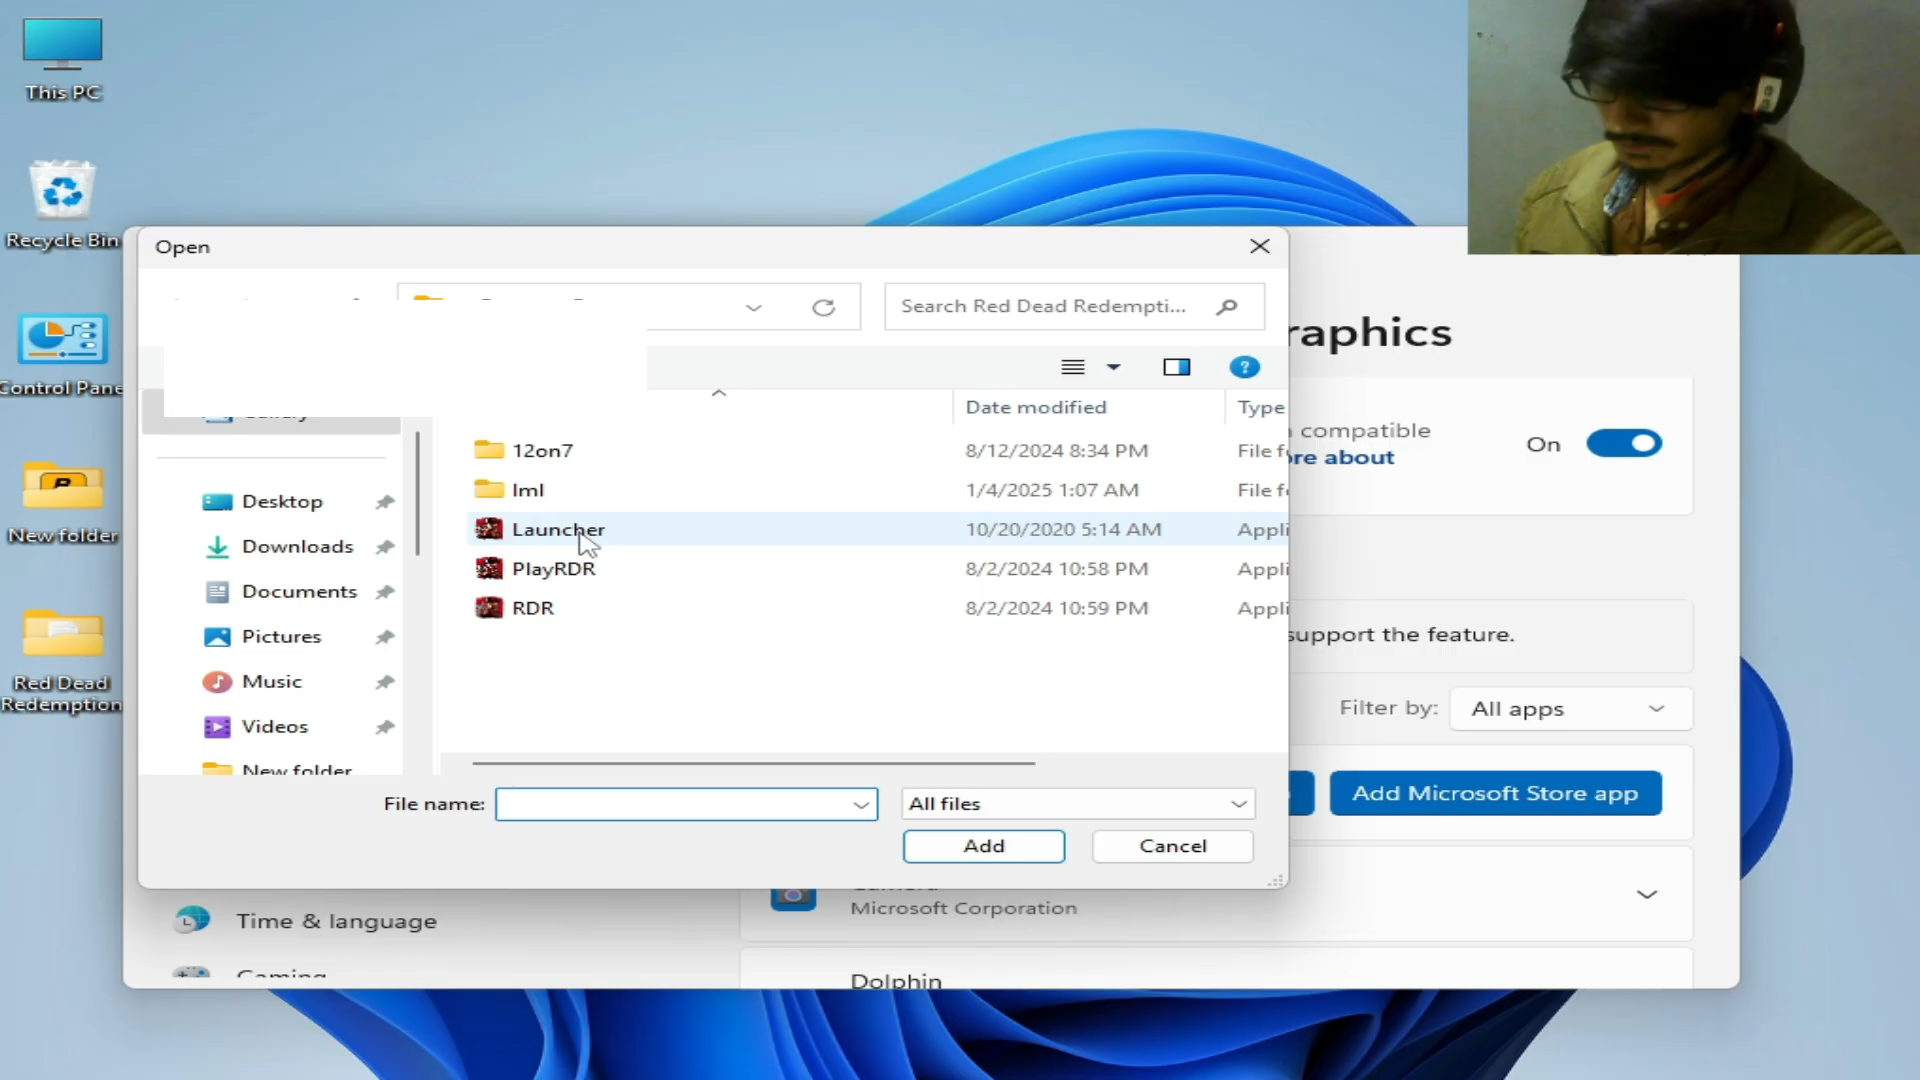 This PC
Recycle Bin
Control Pane
New folder
Red Dead
Redemption
Open
Search Red Dead Redempti...
Date modified
Type
12on7
8/12/2024 8:34 PM
File f
lml
1/4/2025 1:07 AM
File f
Launcher
10/20/2020 5:14 AM
Appli
PlayRDR
8/2/2024 10:58 PM
Appli
RDR
8/2/2024 10:59 PM
Appli
Desktop
Downloads
Documents
Pictures
Music
Videos
New folder
File name:
All files
Add
Cancel
raphics
compatible
re about
On
support the feature.
Filter by:
All apps
Add Microsoft Store app
Microsoft Corporation
Dolphin
Time & language
Gaming